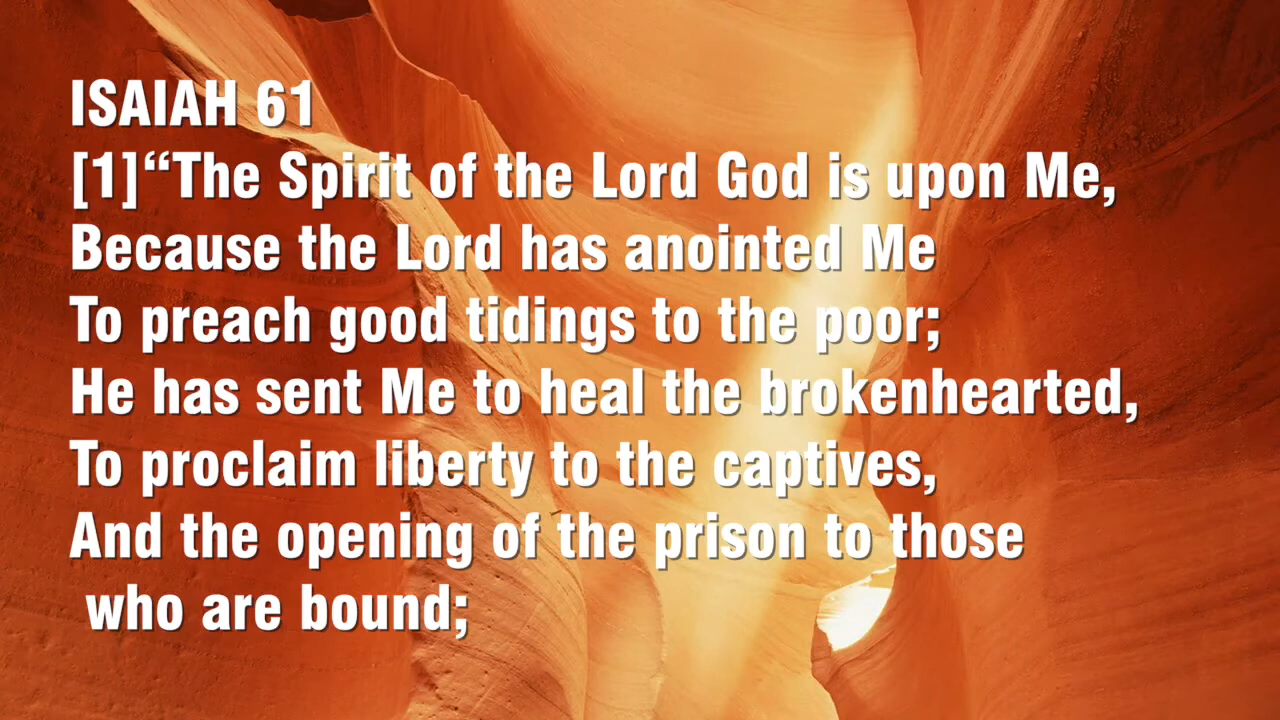 ISAIAH 61
[1]“The Spirit of the Lord God is upon Me,
Because the Lord has anointed Me
To preach good tidings to the poor;
He has sent Me to heal the brokenhearted,
To proclaim liberty to the captives,
And the opening of the prison to those
who are bound;